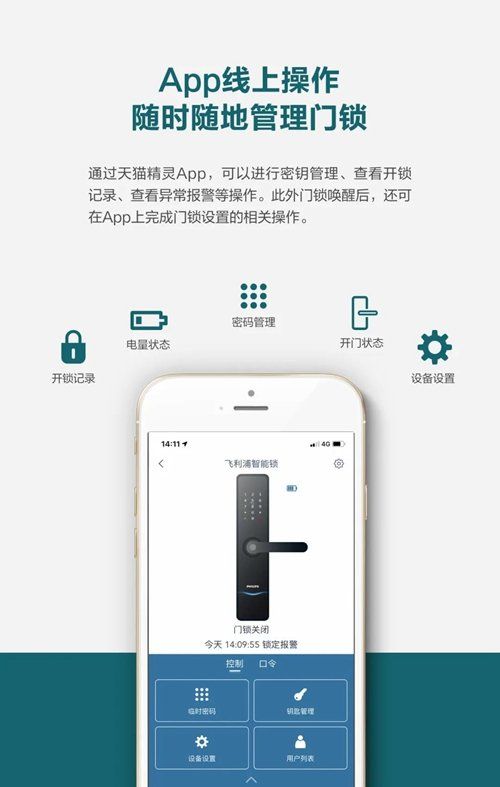 App线上操作
随时随地管理门锁
通过天猫精灵App，可以进行密钥管理、查看开锁
记录、查看异常报警等操作。此外门锁唤醒后，还可
在App上完成门锁设置的相关操作。
密码管理
电量状态
开门状态
开锁记录
设备设置
14:11
4G
飞利浦智能锁
PHILIPS
门锁关闭
今天 14:09:55 锁定报警
控制 口令
临时密码 钥匙管理
设备设置 用户列表